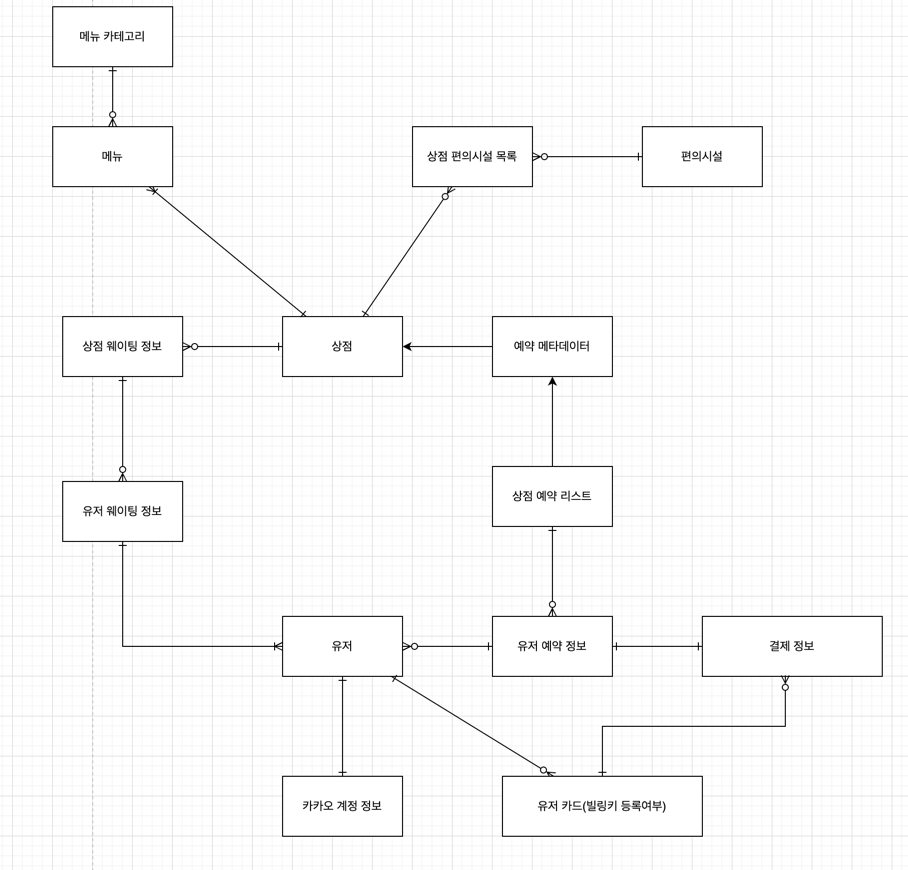 메뉴 카테고리
메뉴
상점 편의시설 목록
편의시설
상점 웨이팅 정보
상점
예약 메타데이터
상점 예약 리스트
유저 웨이팅 정보
유저
유저 예약 정보
결제 정보
카카오 계정 정보
유저 카드(빌링키 등록여부)